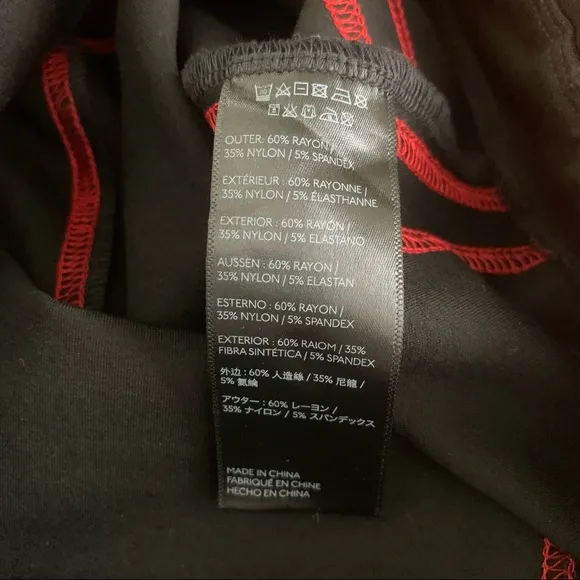 OUTER: 60% RAYON /
35% NYLON / 5% SPANDEX
EXTÉRIEUR : 60% RAYONNE /
35% NYLON / 5% ÉLASTHANNE
EXTERIOR : 60% RAYON /
35% NYLON / 5% ELASTANO
AUSSEN : 60% RAYON /
35% NYLON / 5% ELASTAN
ESTERNO : 60% RAYON /
35% NYLON / 5% SPANDEX
EXTERIOR : 60% RAIOM / 35%
FIBRA SINTÉTICA / 5% SPANDEX
外边 : 60% 人造絲 / 35% 尼龍 /
5% 氨綸
アウター : 60% レーヨン /
35% ナイロン / 5% スパンデックス
MADE IN CHINA
FABRIQUÉ EN CHINE
HECHO EN CHINA